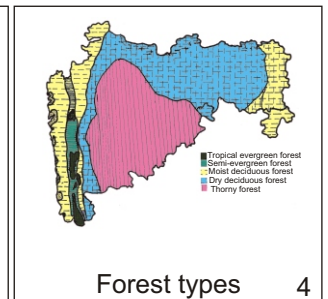 Tropical evergreen forest
Semi-evergreen forest
Moist deciduous forest
Dry deciduous forest
Thorny forest
Forest types 4